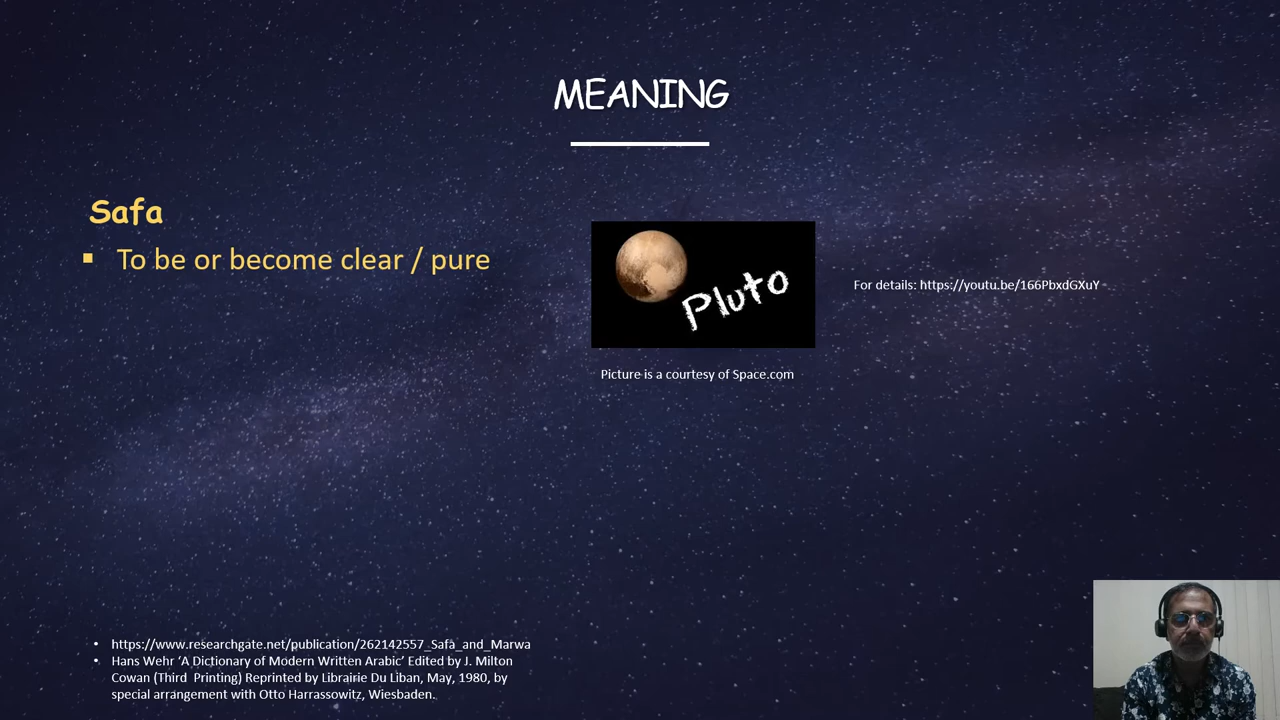 MEANING
Safa
▪ To be or become clear / pure
Pluto
For details: https://youtu.be/166PbxdGXuY
Picture is a courtesy of Space.com
• https://www.researchgate.net/publication/262142557_Safà_and_Marwa
• Hans Wehr ‘A Dictionary of Modern Written Arabic’ Edited by J. Milton
Cowan (Third Printing) Reprinted by Librairie Du Liban, May, 1980, by
special arrangement with Otto Harrassowitz, Wiesbaden.